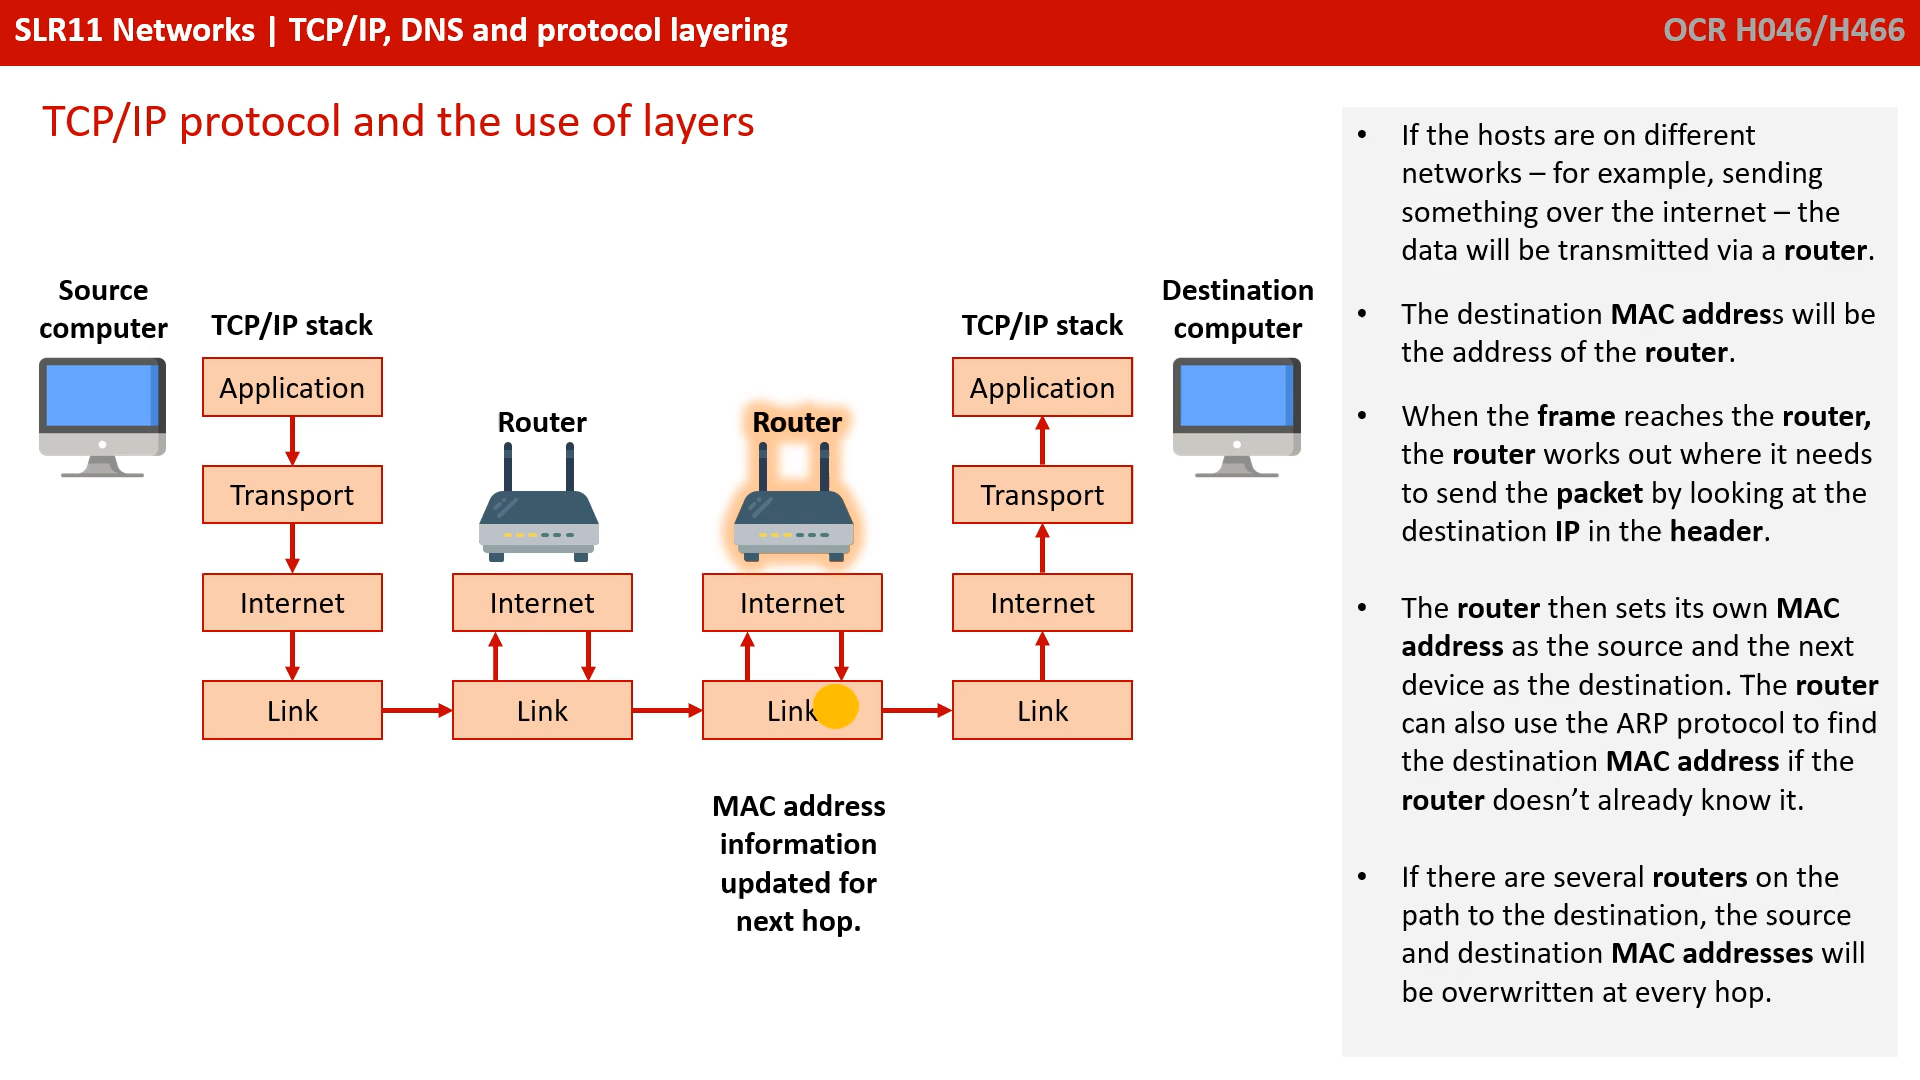 SLR11 Networks | TCP/IP, DNS and protocol layering
OCR H046/H466
TCP/IP protocol and the use of layers
Source
computer
TCP/IP stack
Application
Transport
Internet
Link
Router
Internet
Link
Router
Internet
Link
MAC address
information
updated for
next hop.
TCP/IP stack
Application
Transport
Internet
Link
Destination
computer
• If the hosts are on different
networks – for example, sending
something over the internet – the
data will be transmitted via a router.
• The destination MAC address will be
the address of the router.
• When the frame reaches the router,
the router works out where it needs
to send the packet by looking at the
destination IP in the header.
• The router then sets its own MAC
address as the source and the next
device as the destination. The router
can also use the ARP protocol to find
the destination MAC address if the
router doesn’t already know it.
• If there are several routers on the
path to the destination, the source
and destination MAC addresses will
be overwritten at every hop.